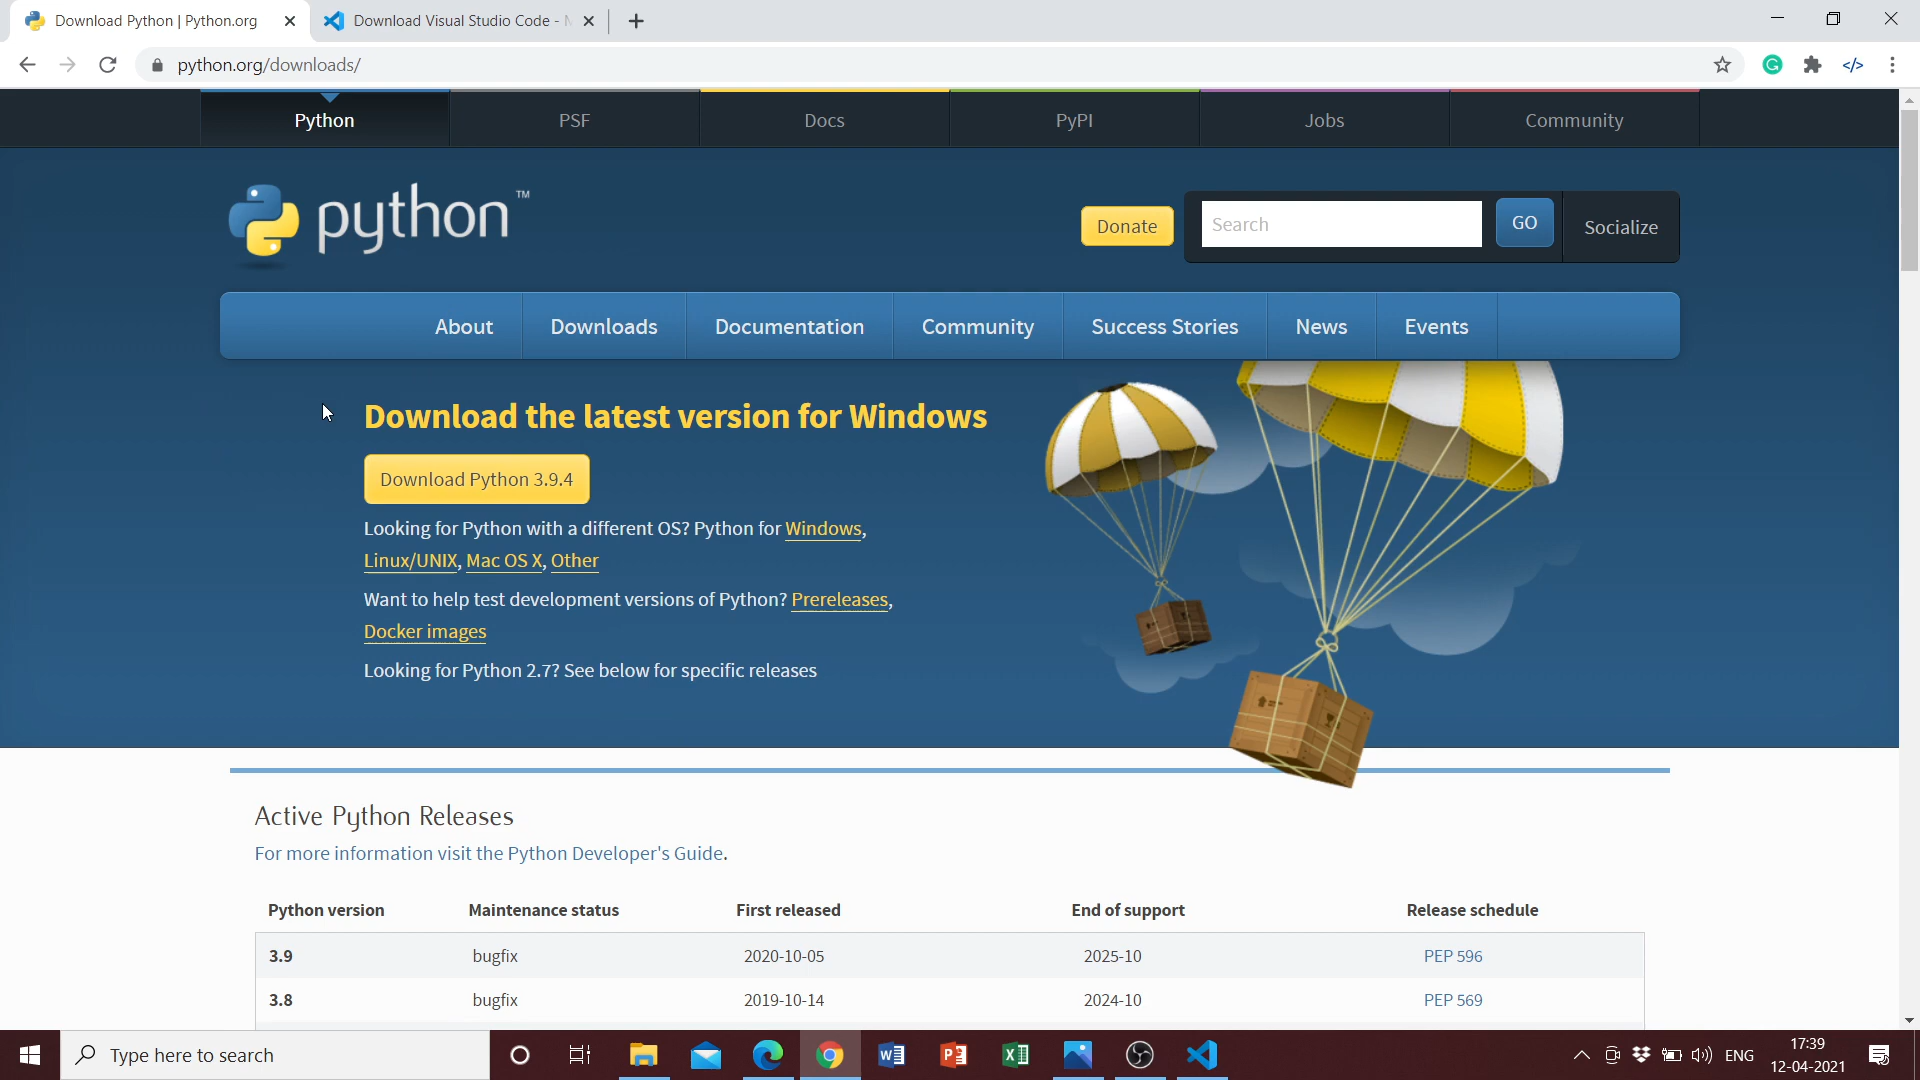 Download Python | Python.org
Download Visual Studio Code -
python.org/downloads/
Python PSF Docs PyPI Jobs Community
python™
Donate Search GO Socialize
About Downloads Documentation Community Success Stories News Events
Download the latest version for Windows
Download Python 3.9.4
Looking for Python with a different OS? Python for Windows,
Linux/UNIX, Mac OS X, Other
Want to help test development versions of Python? Prereleases,
Docker images
Looking for Python 2.7? See below for specific releases
Active Python Releases
For more information visit the Python Developer's Guide.
Python version Maintenance status First released End of support Release schedule
3.9 bugfix 2020-10-05 2025-10 PEP 596
3.8 bugfix 2019-10-14 2024-10 PEP 569
Type here to search
ENG
17:39
12-04-2021